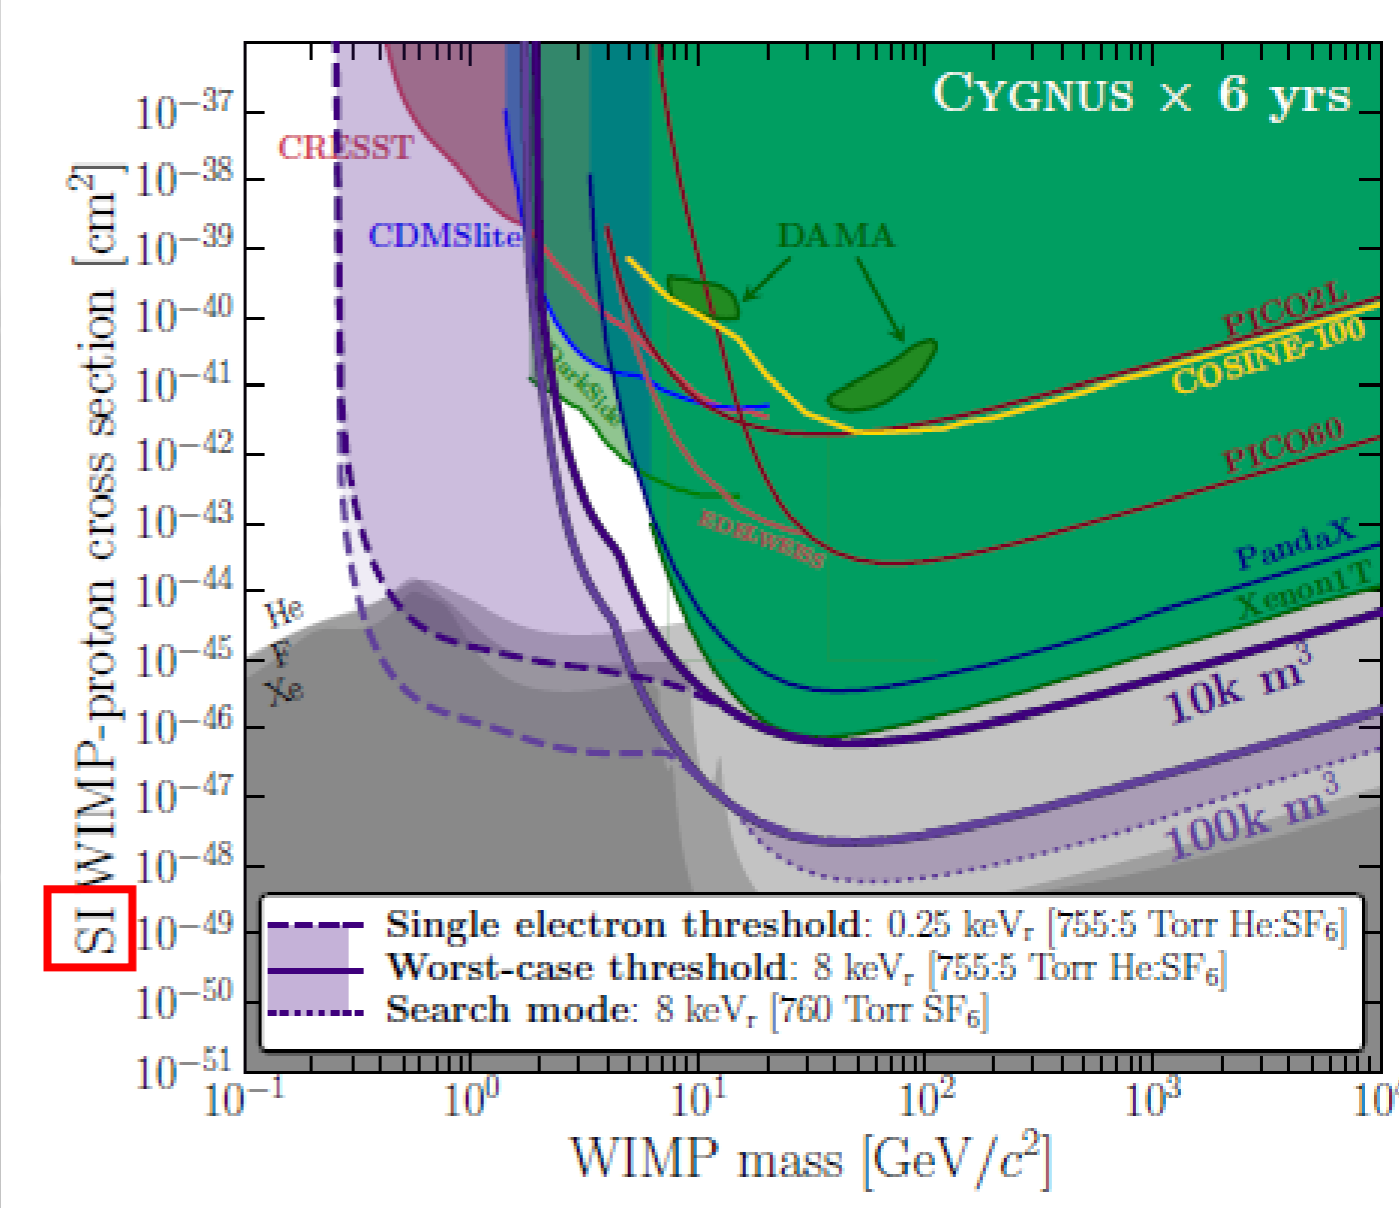 CYGNUS × 6 yrs
SI WIMP-proton cross section [cm²]
10⁻³⁷
10⁻³⁸
10⁻³⁹
10⁻⁴⁰
10⁻⁴¹
10⁻⁴²
10⁻⁴³
10⁻⁴⁴
10⁻⁴⁵
10⁻⁴⁶
10⁻⁴⁷
10⁻⁴⁸
10⁻⁴⁹
10⁻⁵⁰
10⁻⁵¹
CRESST
CDMSlite
DAMA
DarkSide
EDELWEISS
PICO2L
COSINE-100
PICO60
PandaX
Xenon1T
He
F
Xe
10k m³
100k m³
Single electron threshold: 0.25 keVᵣ [755:5 Torr He:SF₆]
Worst-case threshold: 8 keVᵣ [755:5 Torr He:SF₆]
Search mode: 8 keVᵣ [760 Torr SF₆]
10⁻¹
10⁰
10¹
10²
10³
WIMP mass [GeV/c²]